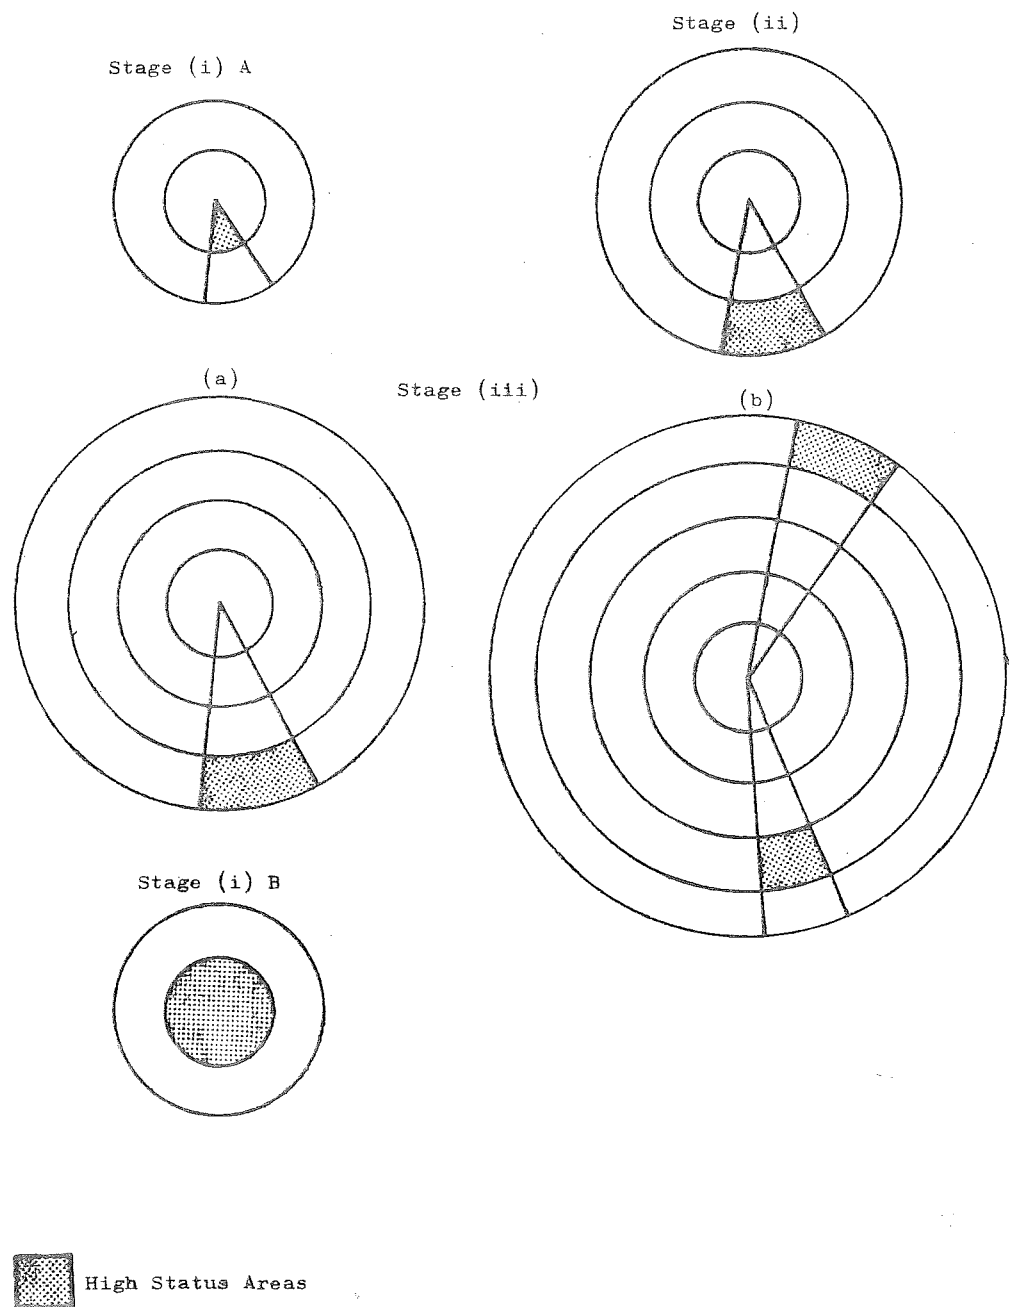 Stage (ii)
Stage (i) A
(a)
Stage (iii)
(b)
Stage (i) B
High Status Areas